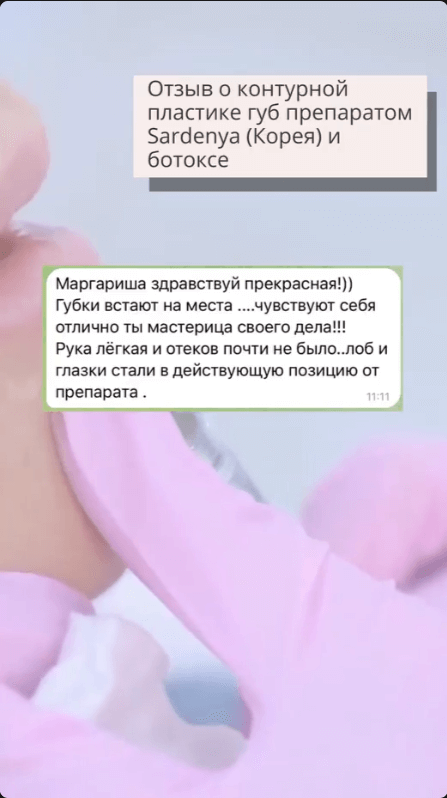 Отзыв о контурной
пластике губ препаратом
Sardenya (Корея) и
ботоксе
Маргариша здравствуй прекрасная!))
Губки встают на места ....чувствуют себя
отлично ты мастерица своего дела!!!
Рука лёгкая и отеков почти не было..лоб и
глазки стали в действующую позицию от
препарата .
11:11